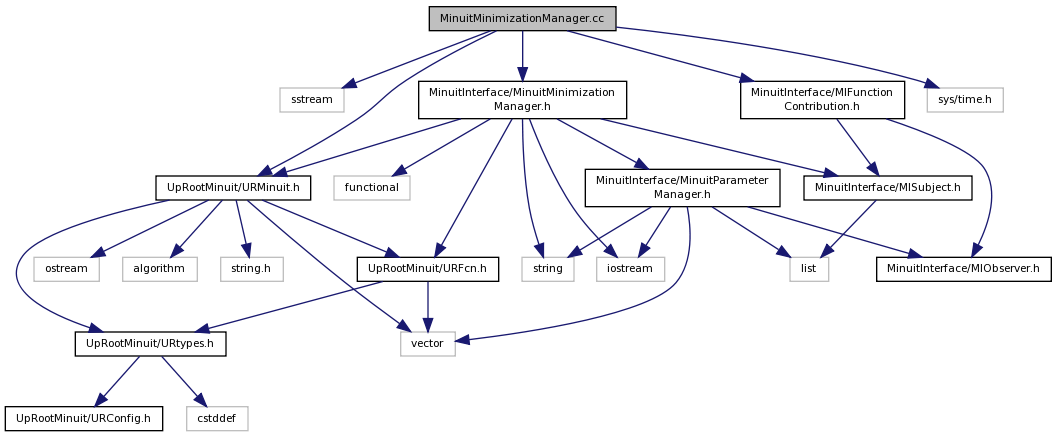 MinuitMinimizationManager.cc
sstream
MinuitInterface/MinuitMinimization
Manager.h
MinuitInterface/MIFunction
Contribution.h
sys/time.h
UpRootMinuit/URMinuit.h
functional
MinuitInterface/MinuitParameter
Manager.h
MinuitInterface/MISubject.h
ostream
algorithm
string.h
UpRootMinuit/URFcn.h
string
iostream
list
MinuitInterface/MIObserver.h
UpRootMinuit/URtypes.h
vector
UpRootMinuit/URConfig.h
cstddef